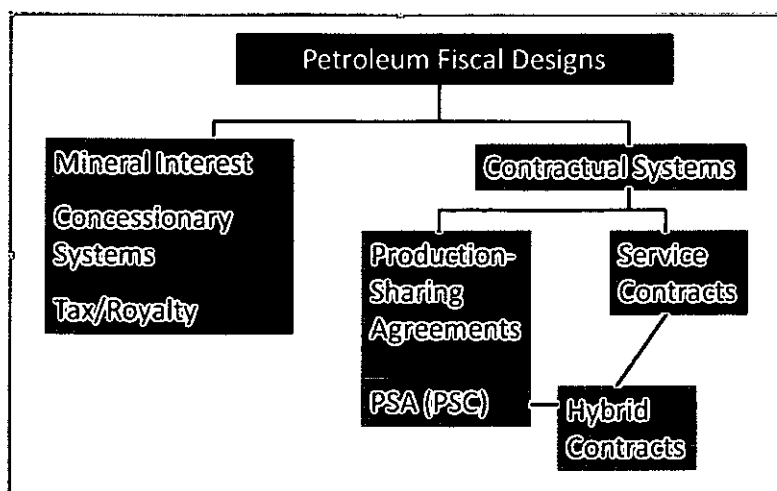 Petroleum Fiscal Designs
Mineral Interest
Concessionary
Systems
Tax/Royalty
Contractual Systems
Production-
Sharing
Agreements
PSA (PSC)
Service
Contracts
Hybrid
Contracts